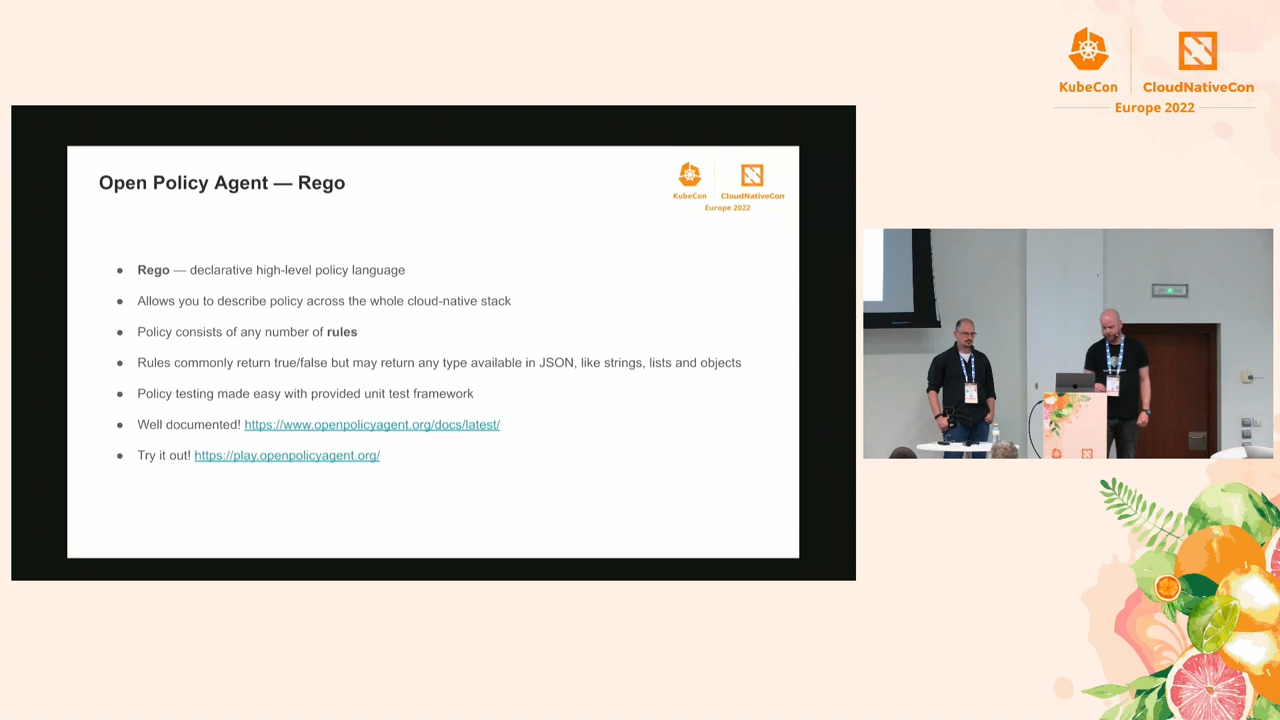 KubeCon
CloudNativeCon
Europe 2022
Open Policy Agent — Rego
KubeCon
CloudNativeCon
Europe 2022
● Rego — declarative high-level policy language
● Allows you to describe policy across the whole cloud-native stack
● Policy consists of any number of rules
● Rules commonly return true/false but may return any type available in JSON, like strings, lists and objects
● Policy testing made easy with provided unit test framework
● Well documented! https://www.openpolicyagent.org/docs/latest/
● Try it out! https://play.openpolicyagent.org/